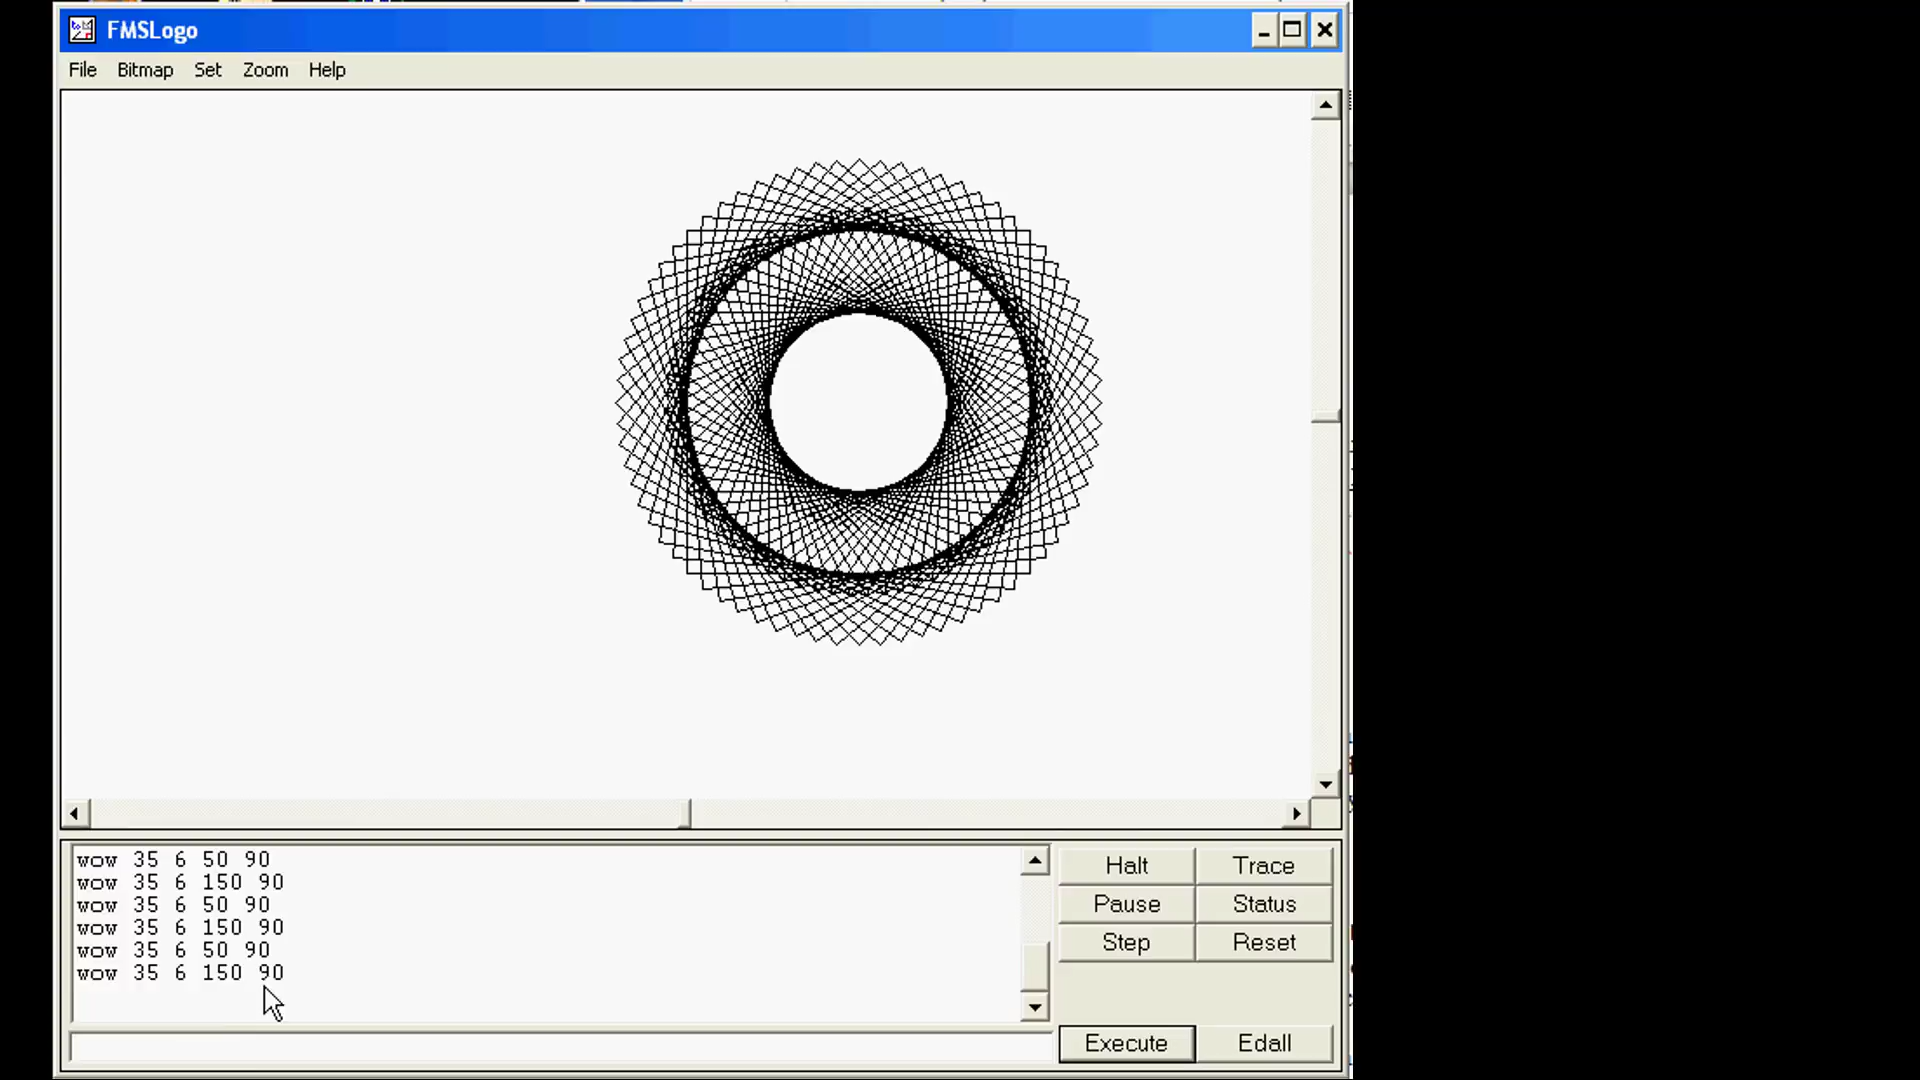 FMSLogo
File Bitmap Set Zoom Help
wow 35 6 50 90
wow 35 6 150 90
wow 35 6 50 90
wow 35 6 150 90
wow 35 6 50 90
wow 35 6 150 90
Halt Trace
Pause Status
Step Reset
Execute Edall